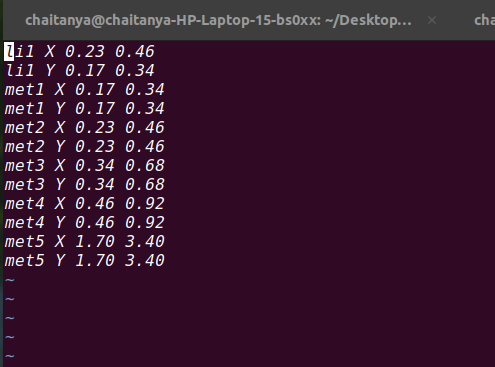 chaitanya@chaitanya-HP-Laptop-15-bs0xx: ~/Desktop... × cha
li1 X 0.23 0.46
li1 Y 0.17 0.34
met1 X 0.17 0.34
met1 Y 0.17 0.34
met2 X 0.23 0.46
met2 Y 0.23 0.46
met3 X 0.34 0.68
met3 Y 0.34 0.68
met4 X 0.46 0.92
met4 Y 0.46 0.92
met5 X 1.70 3.40
met5 Y 1.70 3.40
~
~
~
~
~